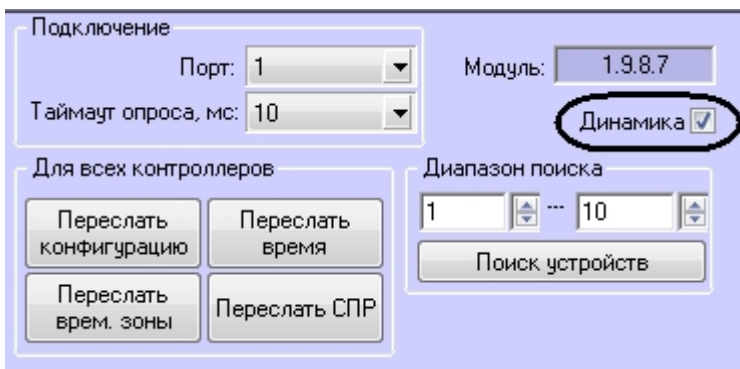 Подключение
Порт: 1
Таймаут опроса, мс: 10
Модуль: 1.9.8.7
Динамика
Для всех контроллеров
Переслать
конфигурацию
Переслать
время
Переслать
врем. зоны
Переслать СПР
Диапазон поиска
1 --- 10
Поиск устройств